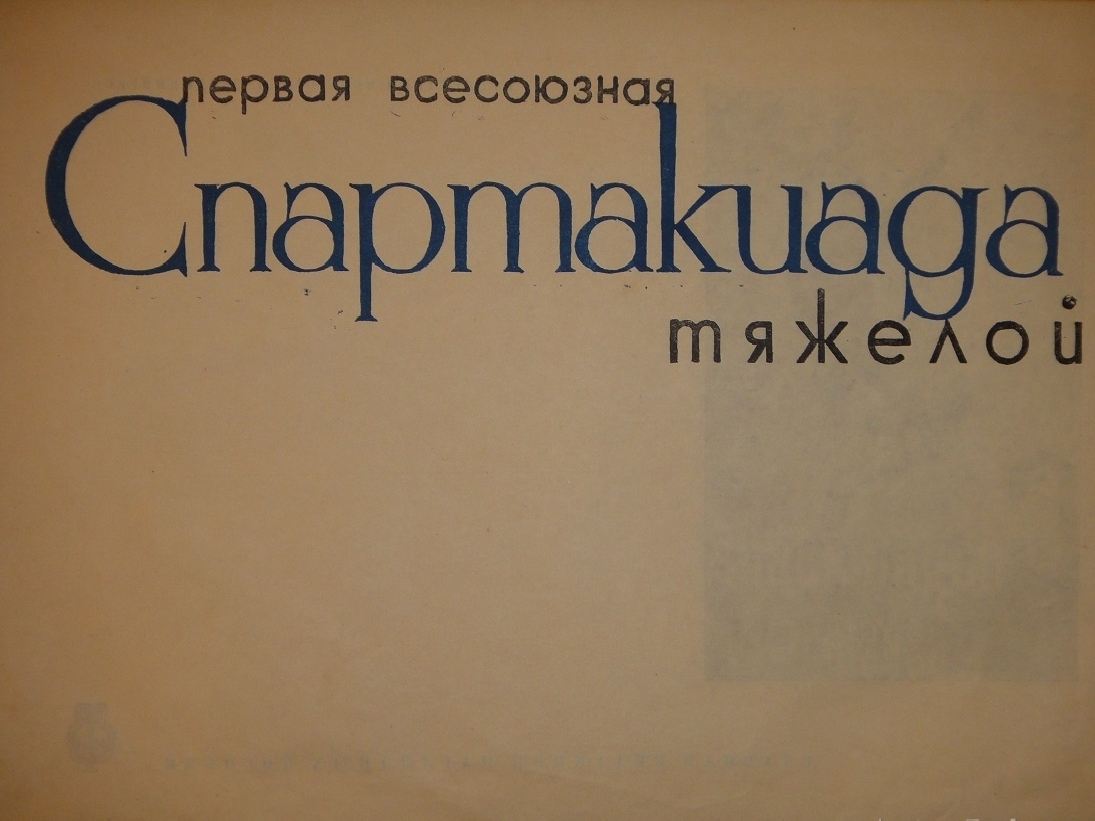 первая всесоюзная
Спартакиада
тяжелой